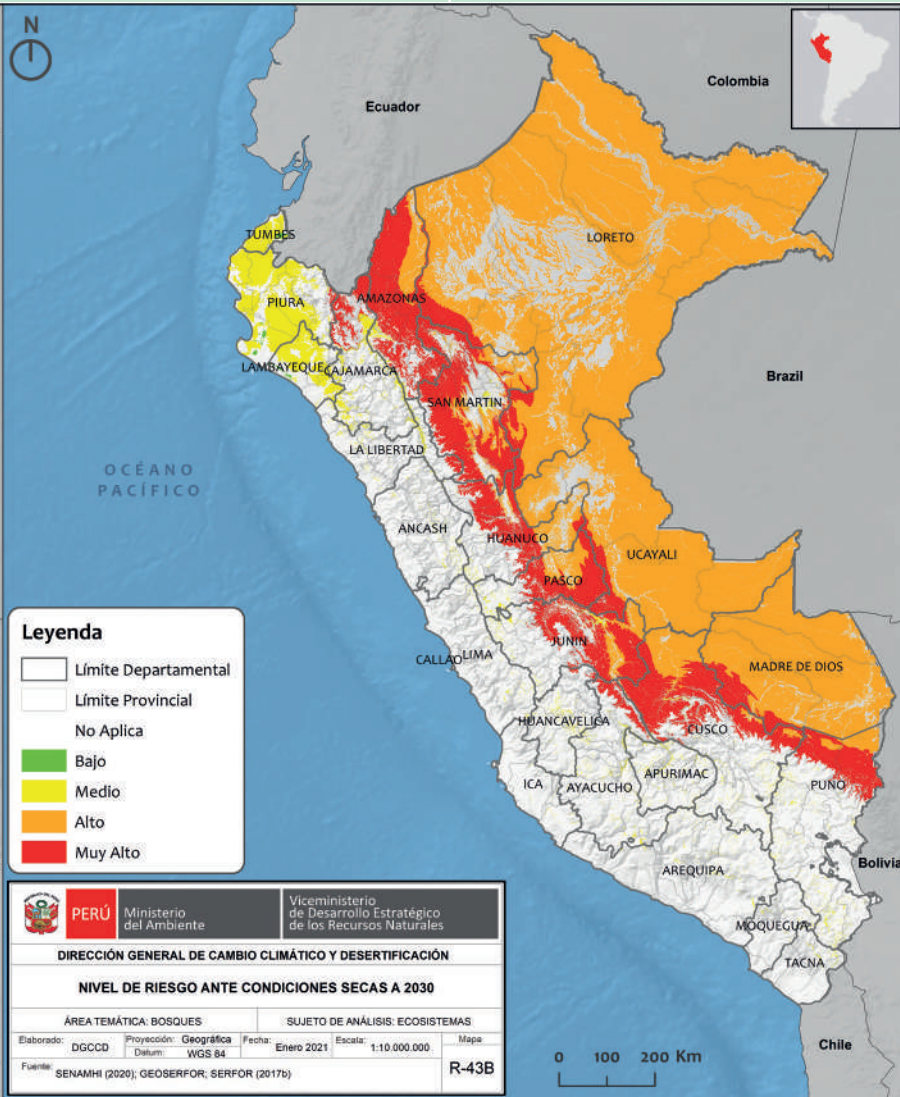 N
Colombia
Ecuador
TUMBES
LORETO
PIURA
AMAZONAS
LAMBAYEQUE
CAJAMARCA
Brazil
SAN MARTIN
LA LIBERTAD
OCÉANO
PACÍFICO
ANCASH
HUANUCO
UCAYALI
PASCO
JUNIN
CALLAO
LIMA
MADRE DE DIOS
HUANCAVELICA
CUSCO
ICA
AYACUCHO
APURIMAC
PUNO
Bolivia
AREQUIPA
MOQUEGUA
TACNA
Chile
Leyenda
Límite Departamental
Límite Provincial
No Aplica
Bajo
Medio
Alto
Muy Alto
PERÚ
Ministerio
del Ambiente
Viceministerio
de Desarrollo Estratégico
de los Recursos Naturales
DIRECCIÓN GENERAL DE CAMBIO CLIMÁTICO Y DESERTIFICACIÓN
NIVEL DE RIESGO ANTE CONDICIONES SECAS A 2030
ÁREA TEMÁTICA: BOSQUES
SUJETO DE ANÁLISIS: ECOSISTEMAS
Elaborado: DGCCD
Proyección: Geográfica
Datum: WGS 84
Fecha: Enero 2021
Escala: 1:10.000.000
Mapa
R-43B
Fuente: SENAMHI (2020); GEOSERFOR; SERFOR (2017b)
0 100 200 Km